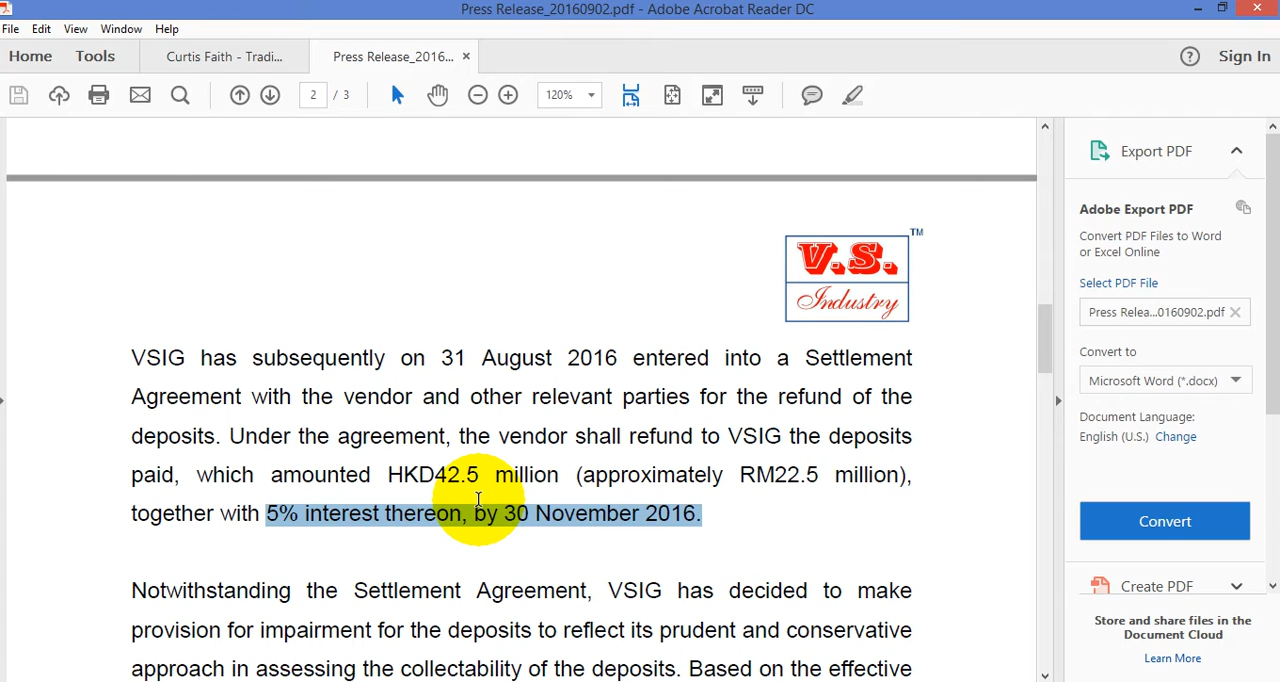 Press Release_20160902.pdf - Adobe Acrobat Reader DC
File Edit View Window Help
Home Tools Curtis Faith - Tradi... Press Release_2016... × Sign In
2 / 3 120%
TM
V.S.
Industry
VSIG has subsequently on 31 August 2016 entered into a Settlement
Agreement with the vendor and other relevant parties for the refund of the
deposits. Under the agreement, the vendor shall refund to VSIG the deposits
paid, which amounted HKD42.5 million (approximately RM22.5 million),
together with 5% interest thereon, by 30 November 2016.
Notwithstanding the Settlement Agreement, VSIG has decided to make
provision for impairment for the deposits to reflect its prudent and conservative
approach in assessing the collectability of the deposits. Based on the effective
Export PDF
Adobe Export PDF
Convert PDF Files to Word
or Excel Online
Select PDF File
Press Relea...0160902.pdf
Convert to
Microsoft Word (*.docx)
Document Language:
English (U.S.) Change
Convert
Create PDF
Store and share files in the
Document Cloud
Learn More